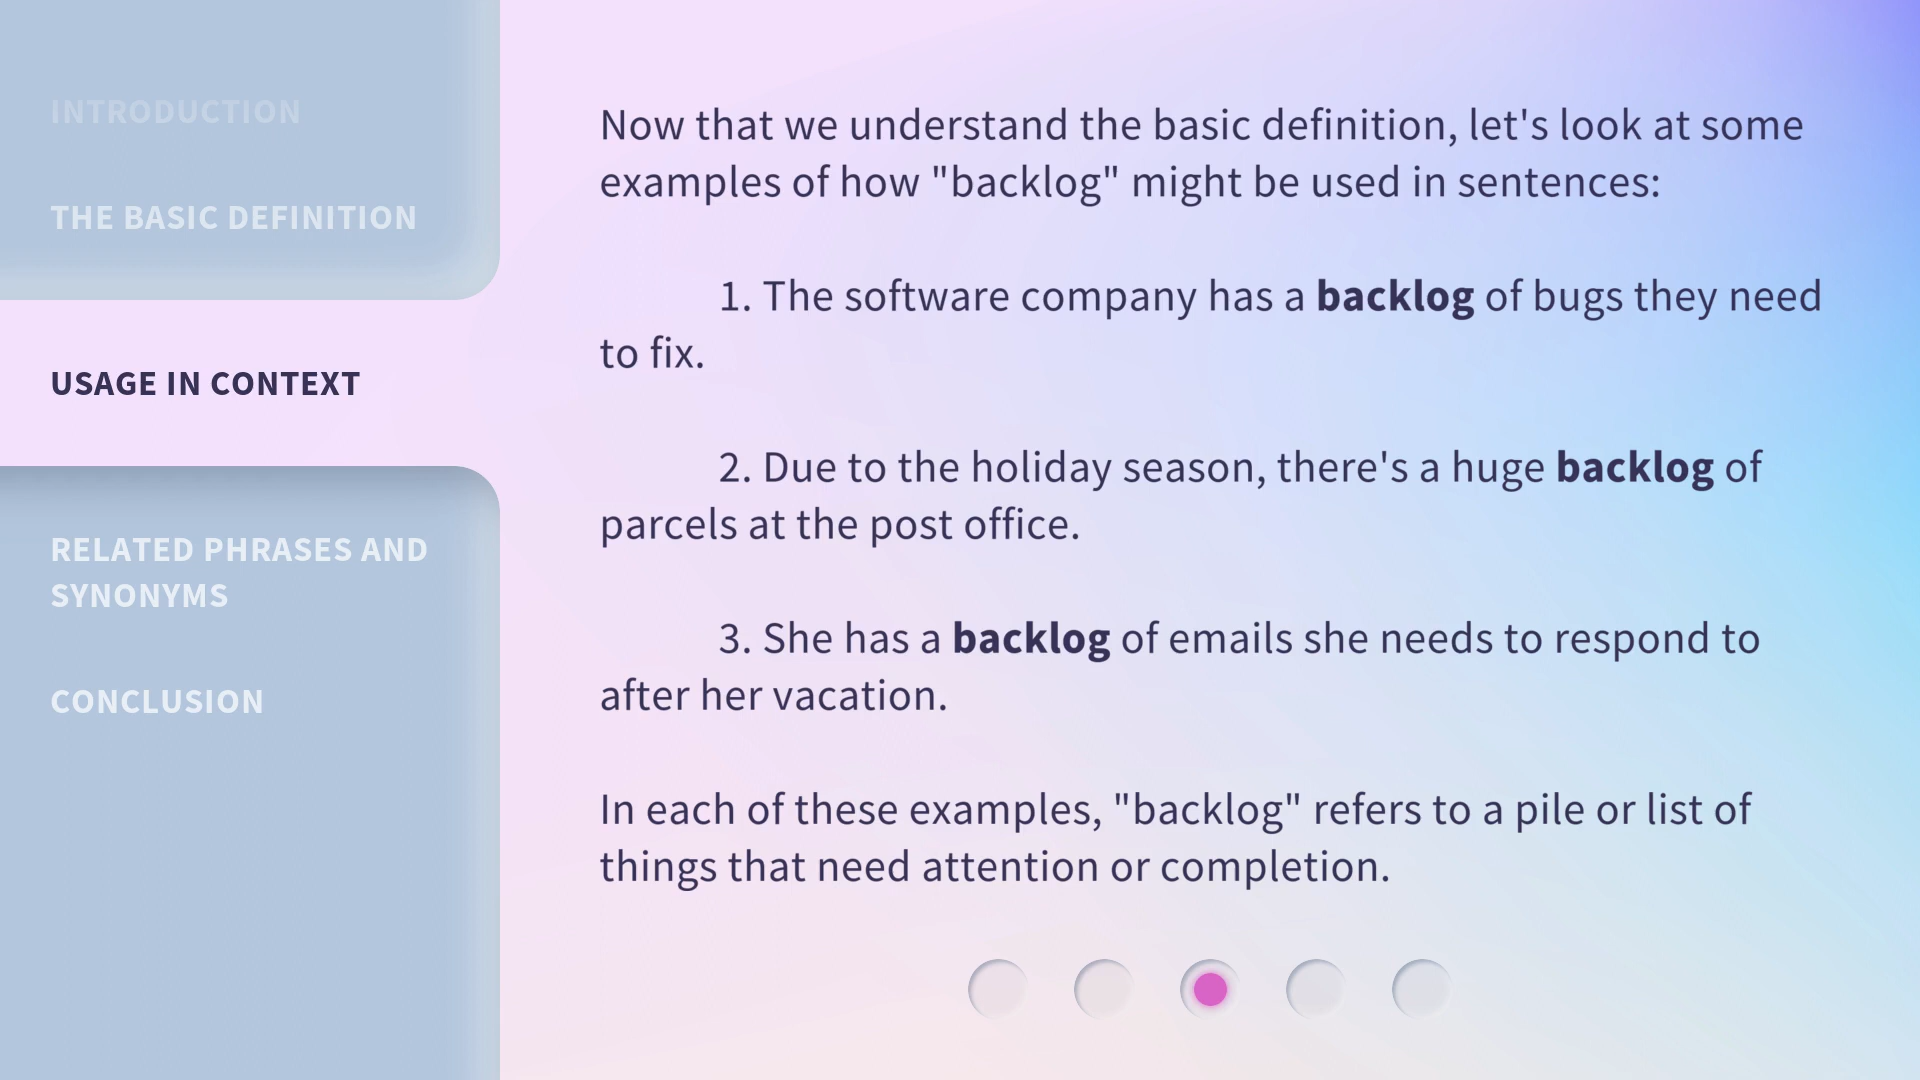 INTRODUCTION
THE BASIC DEFINITION
USAGE IN CONTEXT
RELATED PHRASES AND
SYNONYMS
CONCLUSION
Now that we understand the basic definition, let's look at some
examples of how "backlog" might be used in sentences:
1. The software company has a backlog of bugs they need
to fix.
2. Due to the holiday season, there's a huge backlog of
parcels at the post office.
3. She has a backlog of emails she needs to respond to
after her vacation.
In each of these examples, "backlog" refers to a pile or list of
things that need attention or completion.